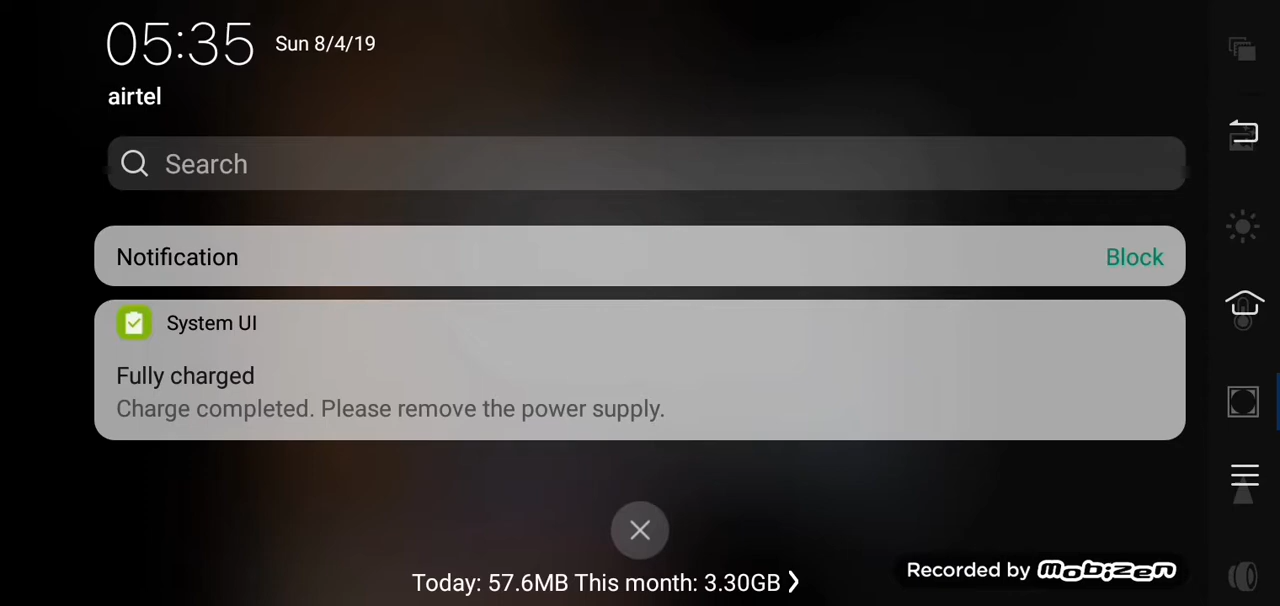 05:35 Sun 8/4/19
airtel
Search
Notification Block
System UI
Fully charged
Charge completed. Please remove the power supply.
Today: 57.6MB This month: 3.30GB
Recorded by mobizen